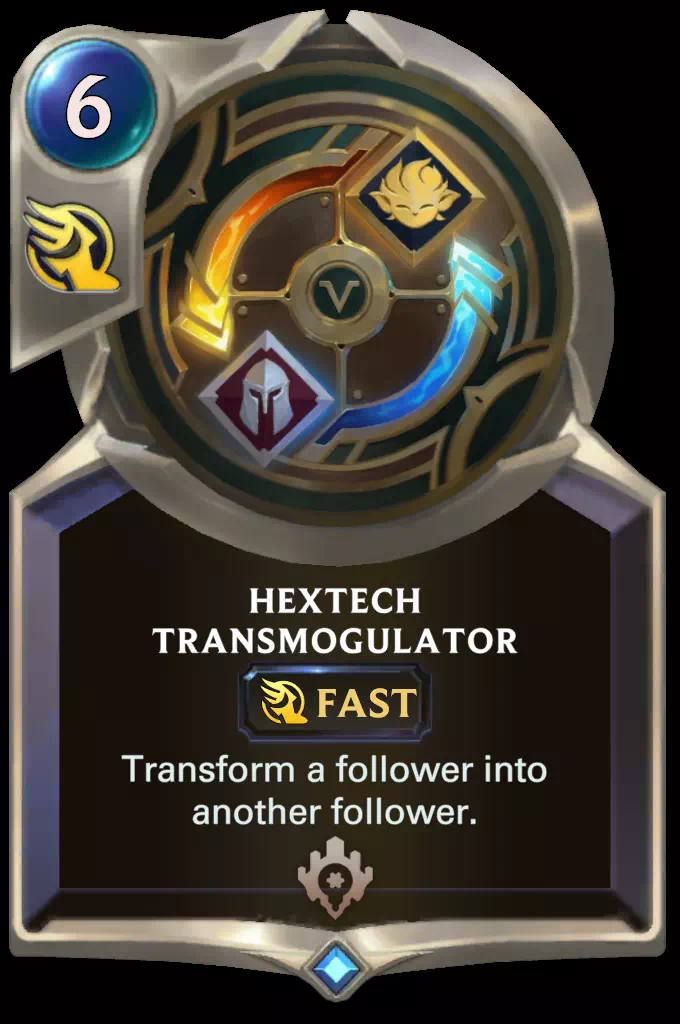 6
V
HEXTECH
TRANSMOGULATOR
FAST
Transform a follower into
another follower.